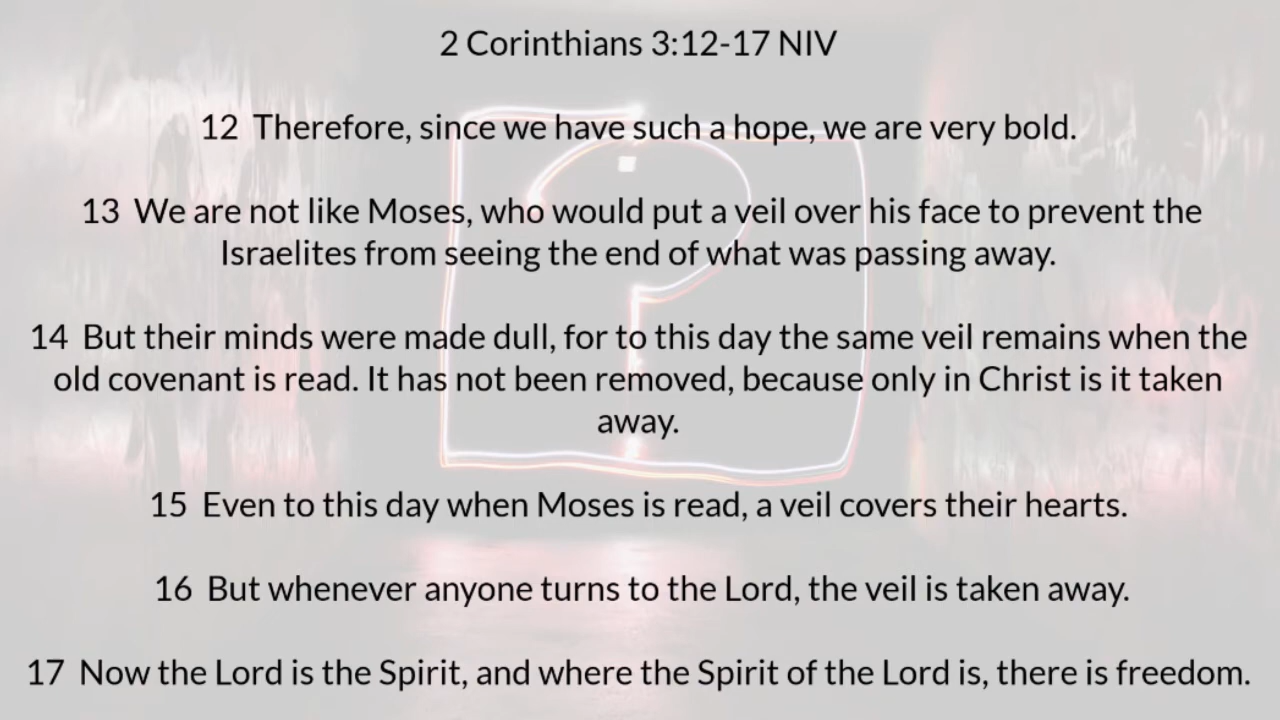 2 Corinthians 3:12-17 NIV
12 Therefore, since we have such a hope, we are very bold.
13 We are not like Moses, who would put a veil over his face to prevent the
Israelites from seeing the end of what was passing away.
14 But their minds were made dull, for to this day the same veil remains when the
old covenant is read. It has not been removed, because only in Christ is it taken
away.
15 Even to this day when Moses is read, a veil covers their hearts.
16 But whenever anyone turns to the Lord, the veil is taken away.
17 Now the Lord is the Spirit, and where the Spirit of the Lord is, there is freedom.